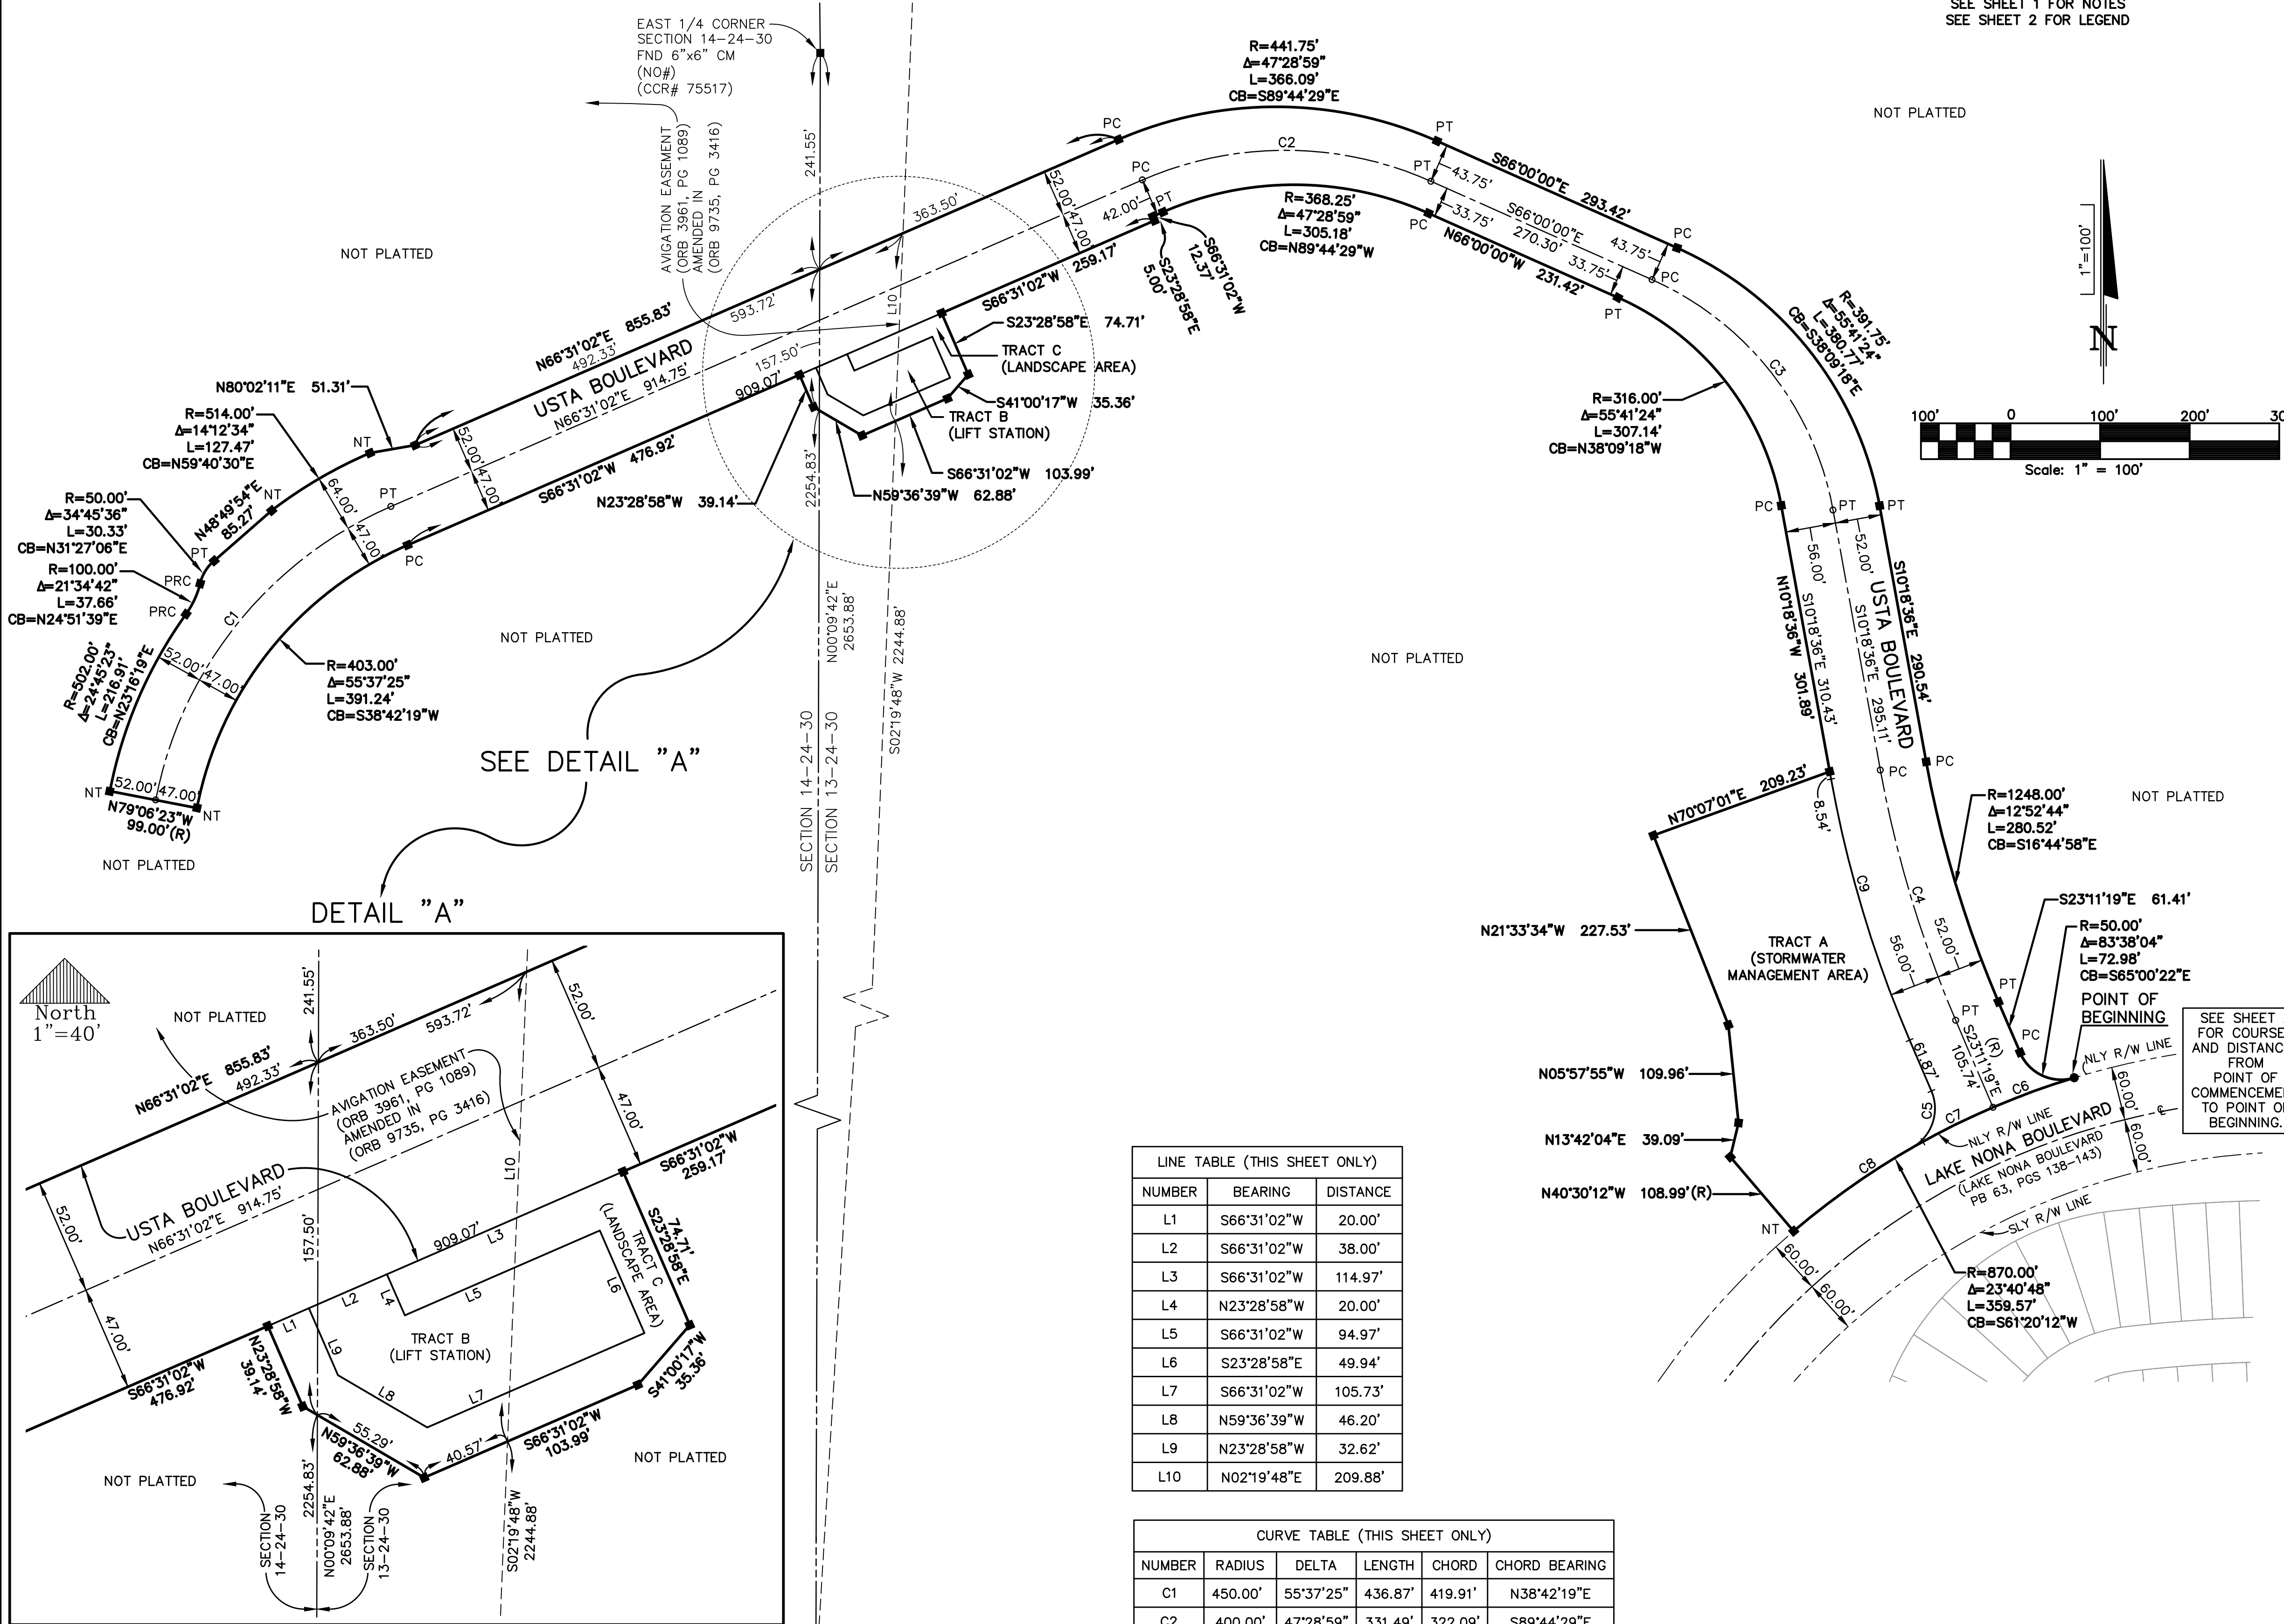 SEE SHEET 1 FOR NOTES
SEE SHEET 2 FOR LEGEND
EAST 1/4 CORNER
SECTION 14-24-30
FND 6"x6" CM
(NO#)
(CCR# 75517)
AVIGATION EASEMENT
(ORB 3961, PG 1089)
AMENDED IN
(ORB 9735, PG 3416)
241.55'
R=441.75'
Δ=47°28'59"
L=366.09'
CB=S89°44'29"E
NOT PLATTED
NOT PLATTED
PC
PT
C2
PC
PT
PT
PC
43.75'
33.75'
S66°00'00"E 293.42'
S66°00'00"E
270.30'
43.75'
33.75'
N66°00'00"W 231.42'
PC
PC
PT
52.00'
47.00'
42.00'
363.50'
R=368.25'
Δ=47°28'59"
L=305.18'
CB=N89°44'29"W
S66°31'02"W
12.37'
S23°28'58"E
5.00'
S66°31'02"W 259.17'
L10
N66°31'02"E 855.83'
492.33'
593.72'
USTA BOULEVARD
N66°31'02"E 914.75'
157.50'
909.07'
S23°28'58"E 74.71'
TRACT C
(LANDSCAPE AREA)
S41°00'17"W 35.36'
TRACT B
(LIFT STATION)
S66°31'02"W 103.99'
N59°36'39"W 62.88'
N23°28'58"W 39.14'
S66°31'02"W 476.92'
2254.83'
N80°02'11"E 51.31'
R=514.00'
Δ=14°12'34"
L=127.47'
CB=N59°40'30"E
NT
NT
N48°49'54"E
85.27'
R=50.00'
Δ=34°45'36"
L=30.33'
CB=N31°27'06"E
PT
PRC
R=100.00'
Δ=21°34'42"
L=37.66'
CB=N24°51'39"E
PRC
64.00'
47.00'
PT
52.00'
47.00'
PC
C1
R=502.00'
Δ=24°45'23"
L=216.91'
CB=N23°16'19"E
52.00'
47.00'
R=403.00'
Δ=55°37'25"
L=391.24'
CB=S38°42'19"W
NT
52.00'
47.00'
NT
N79°06'23"W
99.00'(R)
NOT PLATTED
NOT PLATTED
NOT PLATTED
SEE DETAIL "A"
N00°09'42"E
2653.88'
S02°19'48"W 2244.88'
SECTION 14-24-30
SECTION 13-24-30
R=391.75'
Δ=55°41'24"
L=380.77'
CB=S38°09'18"E
C3
R=316.00'
Δ=55°41'24"
L=307.14'
CB=N38°09'18"W
1"=100'
N
100'
0
100'
200'
Scale: 1" = 100'
PC
PT
PT
56.00'
52.00'
N10°18'36"W 301.89'
S10°18'36"E 310.43'
S10°18'36"E 295.11'
USTA BOULEVARD
S10°18'36"E 290.54'
N70°07'01"E 209.23'
8.54'
PC
PC
R=1248.00'
Δ=12°52'44"
L=280.52'
CB=S16°44'58"E
NOT PLATTED
C9
C4
S23°11'19"E 61.41'
R=50.00'
Δ=83°38'04"
L=72.98'
CB=S65°00'22"E
N21°33'34"W 227.53'
TRACT A
(STORMWATER
MANAGEMENT AREA)
56.00'
52.00'
PT
PT
PC
POINT OF
BEGINNING
S23°11'19"E
(R)
105.74'
61.87'
C5
C6
C7
C8
NLY R/W LINE
NLY R/W LINE
LAKE NONA BOULEVARD
(LAKE NONA BOULEVARD
PB 63, PGS 138-143)
SLY R/W LINE
60.00'
60.00'
N05°57'55"W 109.96'
N13°42'04"E 39.09'
N40°30'12"W 108.99'(R)
NT
60.00'
60.00'
R=870.00'
Δ=23°40'48"
L=359.57'
CB=S61°20'12"W
SEE SHEET
FOR COURSE
AND DISTANC
FROM
POINT OF
COMMENCEME
TO POINT O
BEGINNING.
NOT PLATTED
DETAIL "A"
North
1"=40'
NOT PLATTED
241.55'
363.50'
593.72'
N66°31'02"E 855.83'
492.33'
AVIGATION EASEMENT
(ORB 3961, PG 1089)
AMENDED IN
(ORB 9735, PG 3416)
52.00'
47.00'
S66°31'02"W
259.17'
L10
USTA BOULEVARD
N66°31'02"E 914.75'
52.00'
47.00'
157.50'
909.07'
L3
L2
L1
L4
L5
L6
L7
L8
L9
TRACT B
(LIFT STATION)
TRACT C
(LANDSCAPE AREA)
S23°28'58"E
74.71'
S41°00'17"W
35.36'
S66°31'02"W
476.92'
N23°28'58"W
39.14'
55.29'
N59°36'39"W
62.88'
40.57'
S66°31'02"W
103.99'
NOT PLATTED
NOT PLATTED
2254.83'
N00°09'42"E
2653.88'
SECTION
14-24-30
SECTION
13-24-30
S02°19'48"W
2244.88'
LINE TABLE (THIS SHEET ONLY)
NUMBER BEARING DISTANCE
L1 S66°31'02"W 20.00'
L2 S66°31'02"W 38.00'
L3 S66°31'02"W 114.97'
L4 N23°28'58"W 20.00'
L5 S66°31'02"W 94.97'
L6 S23°28'58"E 49.94'
L7 S66°31'02"W 105.73'
L8 N59°36'39"W 46.20'
L9 N23°28'58"W 32.62'
L10 N02°19'48"E 209.88'
CURVE TABLE (THIS SHEET ONLY)
NUMBER RADIUS DELTA LENGTH CHORD CHORD BEARING
C1 450.00' 55°37'25" 436.87' 419.91' N38°42'19"E
C2 400.00' 47°28'59" 331.49' 322.09' S89°44'29"E